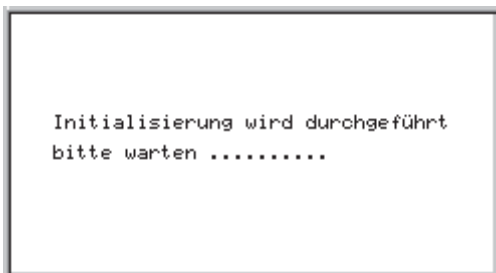 Initialisierung wird durchgeführt
bitte warten ..........